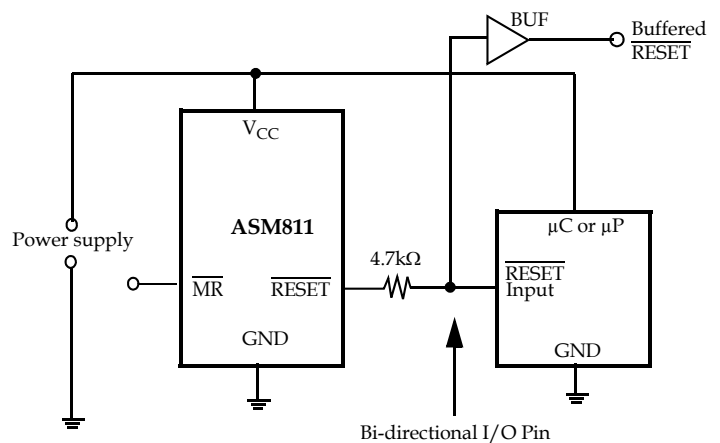 BUF
Buffered
RESET
VCC
µC or µP
ASM811
Power supply
4.7kΩ
MR
RESET
RESET
Input
GND
GND
Bi-directional I/O Pin